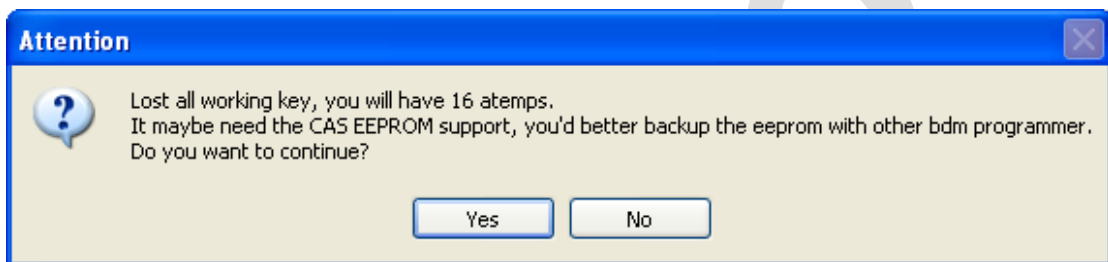 Attention
Lost all working key, you will have 16 atemps.
It maybe need the CAS EEPROM support, you'd better backup the eeprom with other bdm programmer.
Do you want to continue?
Yes No